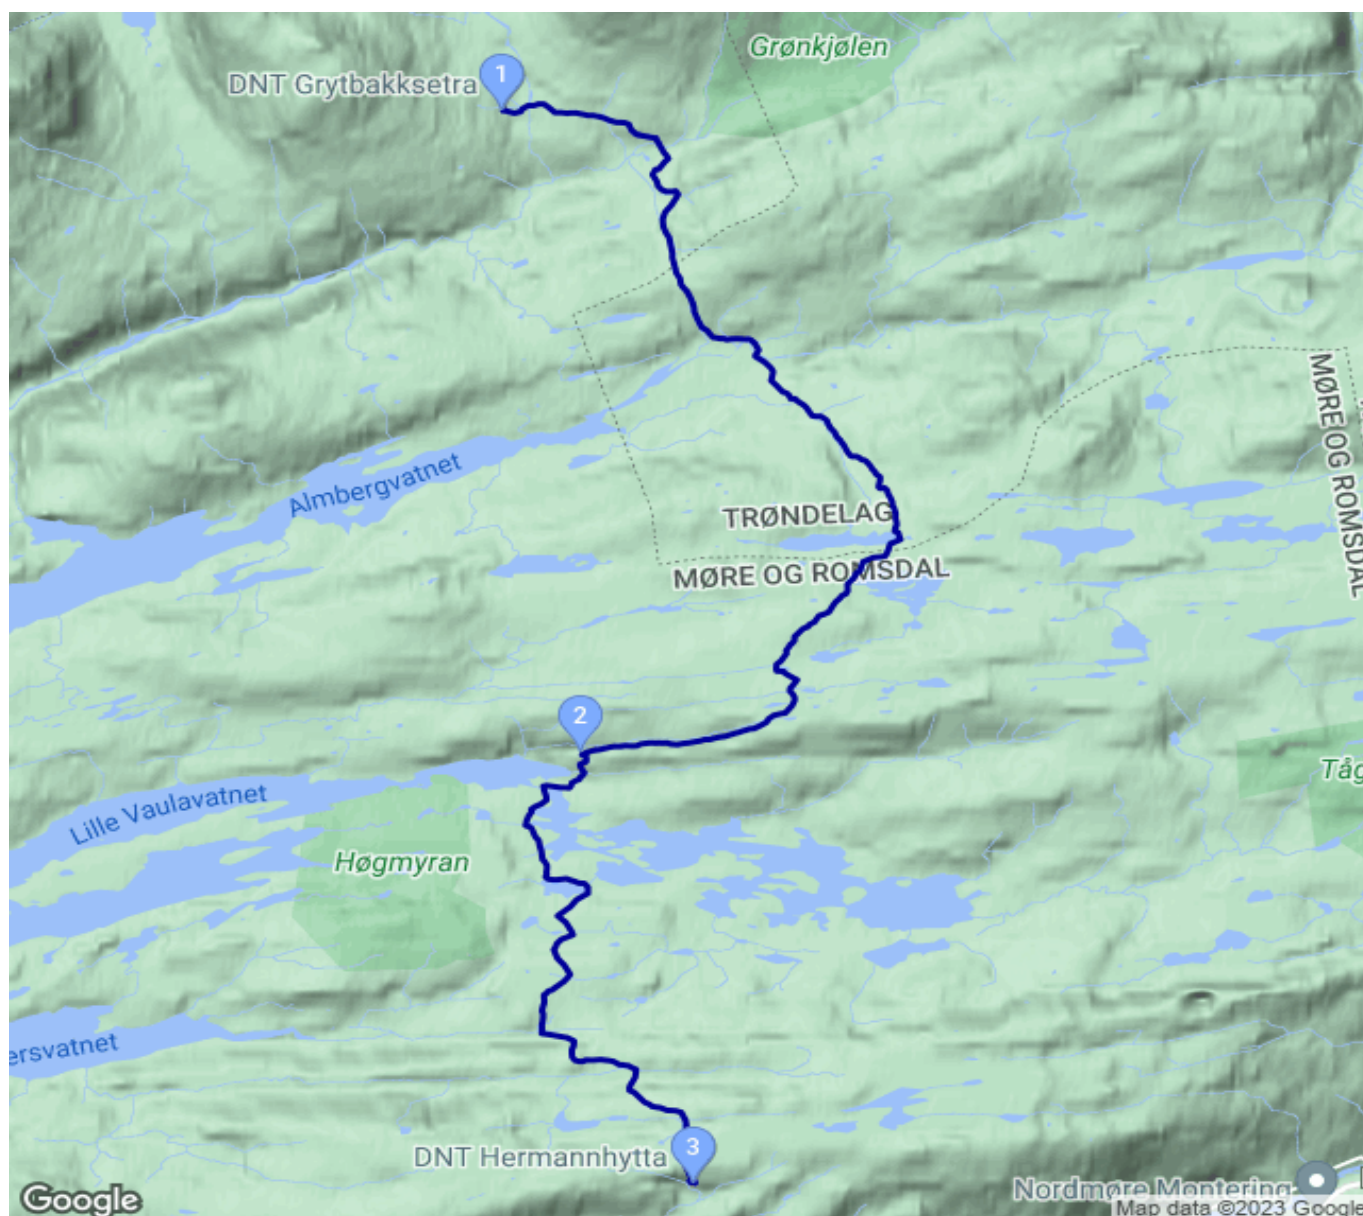 Grønkjølen
1
DNT Grytbakksetra
MØRE OG ROMSDAL
Almbergvatnet
TRØNDELAG
MØRE OG ROMSDAL
2
Tåg
Lille Vaulavatnet
Høgmyran
ersvatnet
3
DNT Hermannhytta
Nordmøre Montering
Google
Map data ©2023 Google